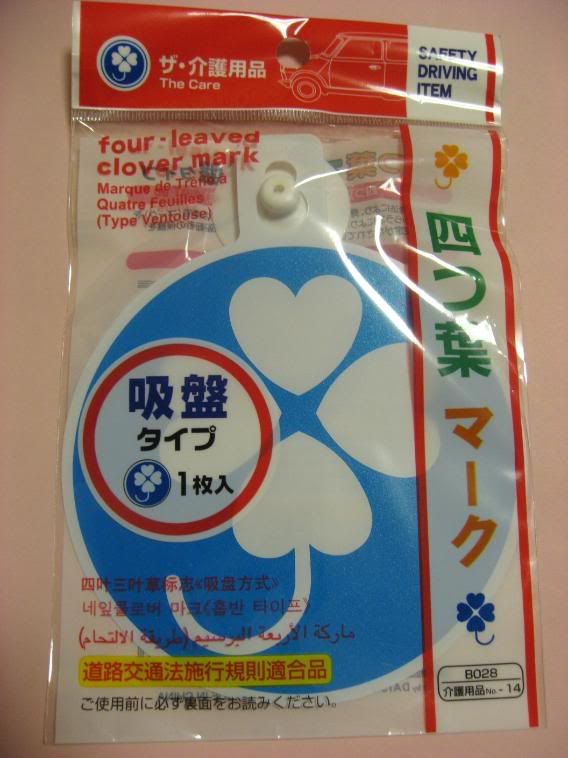 ザ・介護用品
The Care
SAFETY
DRIVING
ITEM
four-leaved
clover mark
Marque de Trèfle à
Quatre Feuilles
(Type Ventouse)
四つ葉マーク
吸盤
タイプ
1枚入
四叶三叶草标志《吸盘方式》
네잎클로버 마크《흡반 타이프》
ماركة الأربعة البرسيم (طريقة الالتحام)
道路交通法施行規則適合品
ご使用前に必ず裏面をお読みください。
B028
介護用品No.-14